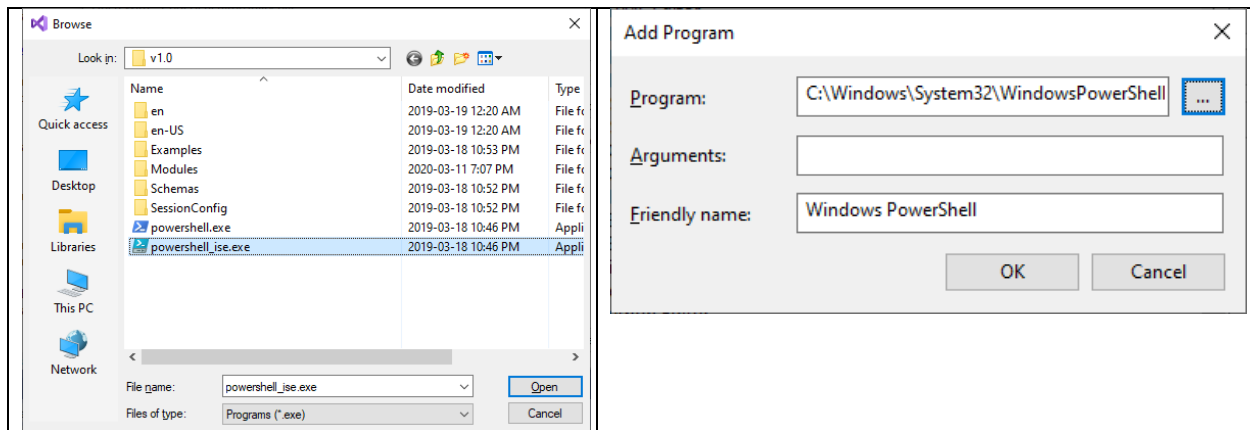 Browse
Look in: v1.0
Name Date modified Type
en 2019-03-19 12:20 AM File fo
en-US 2019-03-19 12:20 AM File fo
Examples 2019-03-18 10:53 PM File fo
Modules 2020-03-11 7:07 PM File fo
Schemas 2019-03-18 10:52 PM File fo
SessionConfig 2019-03-18 10:52 PM File fo
powershell.exe 2019-03-18 10:46 PM Appli
powershell_ise.exe 2019-03-18 10:46 PM Appli
Quick access
Desktop
Libraries
This PC
Network
File name: powershell_ise.exe Open
Files of type: Programs (*.exe) Cancel
Add Program
Program: C:\Windows\System32\WindowsPowerShell ...
Arguments:
Friendly name: Windows PowerShell
OK Cancel